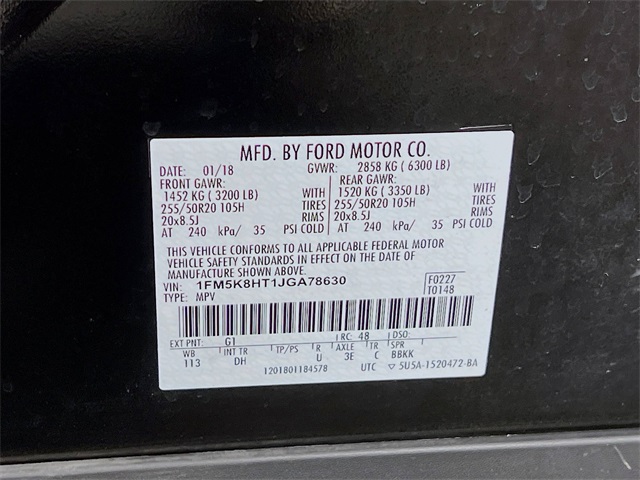 MFD. BY FORD MOTOR CO.
DATE: 01/18 GVWR: 2858 KG ( 6300 LB)
FRONT GAWR: REAR GAWR:
1452 KG ( 3200 LB) WITH 1520 KG ( 3350 LB) WITH
255/50R20 105H TIRES 255/50R20 105H TIRES
20x8.5J RIMS 20x8.5J RIMS
AT 240 kPa/ 35 PSI COLD AT 240 kPa/ 35 PSI COLD
THIS VEHICLE CONFORMS TO ALL APPLICABLE FEDERAL MOTOR
VEHICLE SAFETY STANDARDS IN EFFECT ON THE DATE OF
MANUFACTURE SHOWN ABOVE.
VIN: 1FM5K8HT1JGA78630 F0227
TYPE: MPV T0148
EXT PNT: G1 RC: 48 DSO:
WB INT TR TP/PS R AXLE TR SPR
113 DH U 3E C BBKK
1201801184578 UTC ▽ 5U5A-1520472-BA